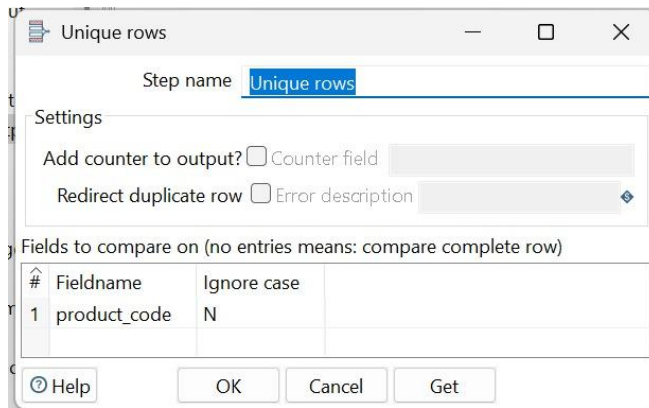 Unique rows
Step name Unique rows
Settings
Add counter to output? Counter field
Redirect duplicate row Error description
Fields to compare on (no entries means: compare complete row)
# Fieldname Ignore case
1 product_code N
Help OK Cancel Get